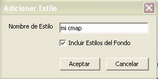 Adicionar Estilo
Nombre de Estilo mi cmap
Incluir Estilos del Fondo
Aceptar Cancelar